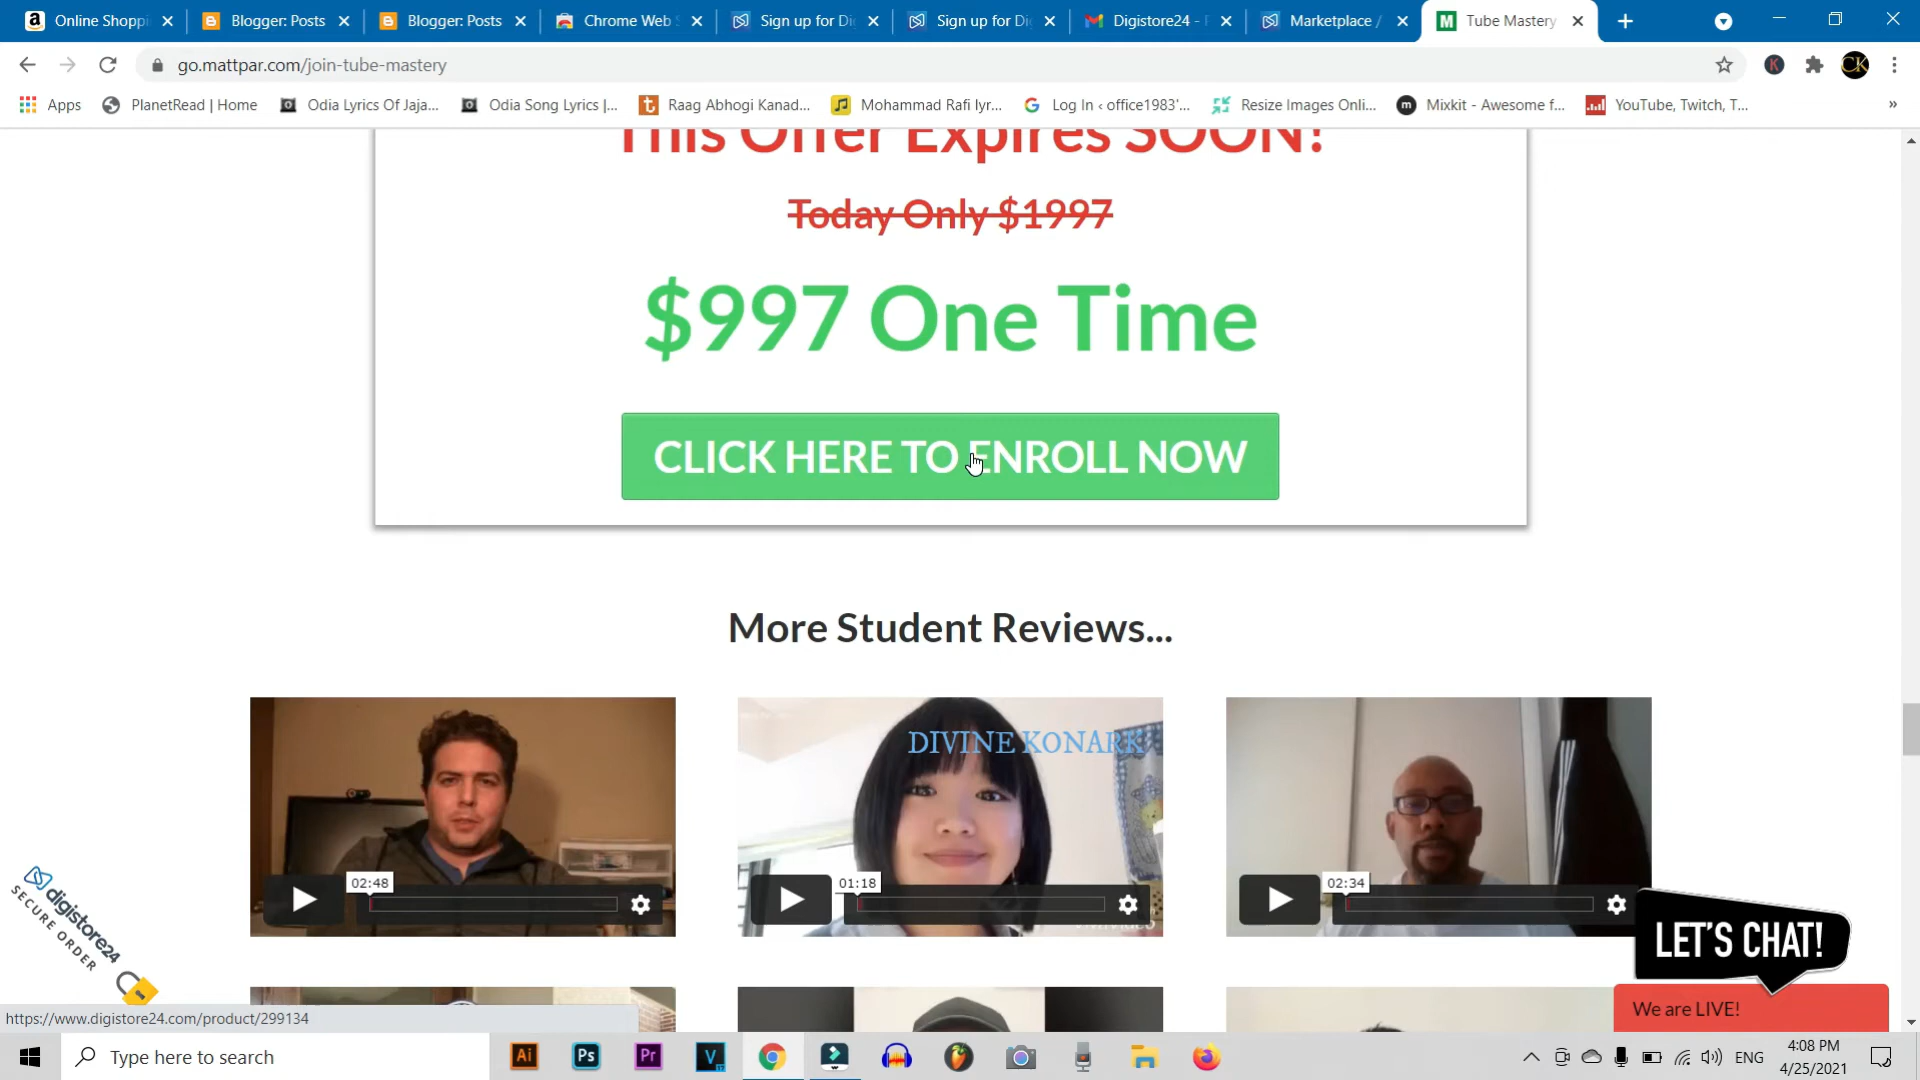 Online Shoppi
Blogger: Posts
Blogger: Posts
Chrome Web S
Sign up for Di
Sign up for Di
Digistore24 - P
Marketplace /
Tube Mastery
go.mattpar.com/join-tube-mastery
Apps
PlanetRead | Home
Odia Lyrics Of Jaja...
Odia Song Lyrics |...
Raag Abhogi Kanad...
Mohammad Rafi lyr...
Log In ‹ office1983'...
Resize Images Onli...
Mixkit - Awesome f...
YouTube, Twitch, T...
This Offer Expires SOON!
Today Only $1997
$997 One Time
CLICK HERE TO ENROLL NOW
More Student Reviews...
DIVINE KONARK
02:48
01:18
02:34
digistore24
SECURE ORDER
LET'S CHAT!
We are LIVE!
https://www.digistore24.com/product/299134
Type here to search
ENG
4:08 PM
4/25/2021